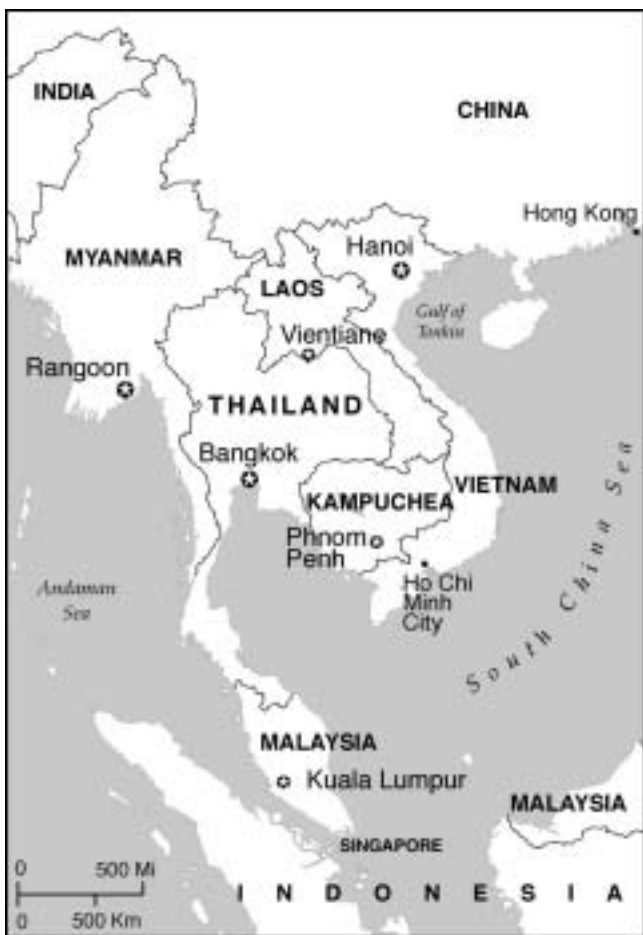 INDIA
CHINA
Hong Kong
MYANMAR
Hanoi
LAOS
Gulf of
Tonkin
Vientiane
Rangoon
THAILAND
Bangkok
KAMPUCHEA
VIETNAM
Phnom
Penh
Ho Chi
Minh
City
Andaman
Sea
South China Sea
MALAYSIA
Kuala Lumpur
MALAYSIA
SINGAPORE
0 500 Mi
0 500 Km
INDONESIA